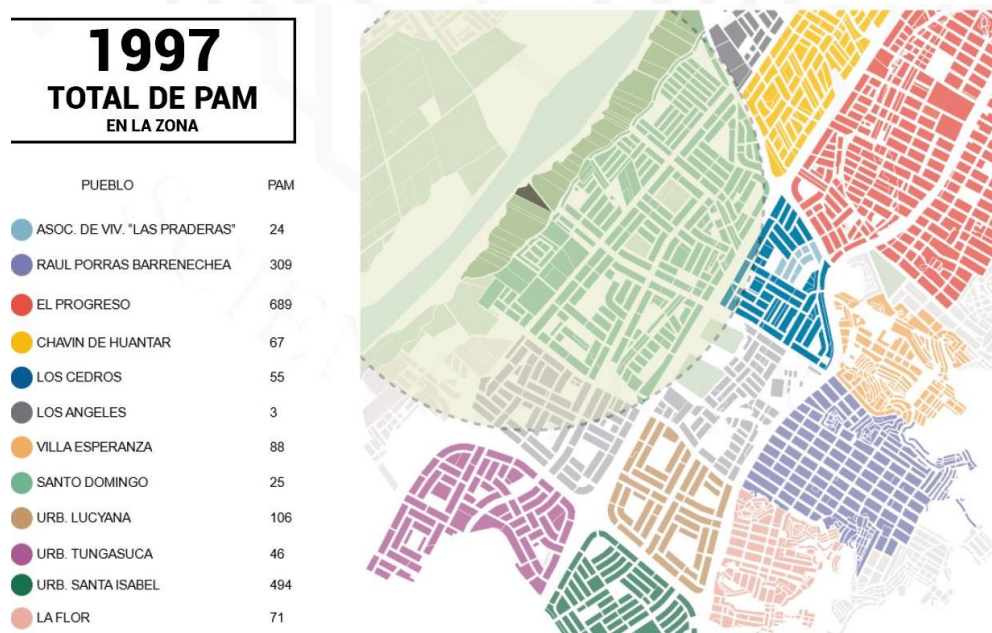 1997
TOTAL DE PAM
EN LA ZONA
PUEBLO PAM
ASOC. DE VIV. "LAS PRADERAS" 24
RAUL PORRAS BARRENECHEA 309
EL PROGRESO 689
CHAVIN DE HUANTAR 67
LOS CEDROS 55
LOS ANGELES 3
VILLA ESPERANZA 88
SANTO DOMINGO 25
URB. LUCYANA 106
URB. TUNGASUCA 46
URB. SANTA ISABEL 494
LA FLOR 71